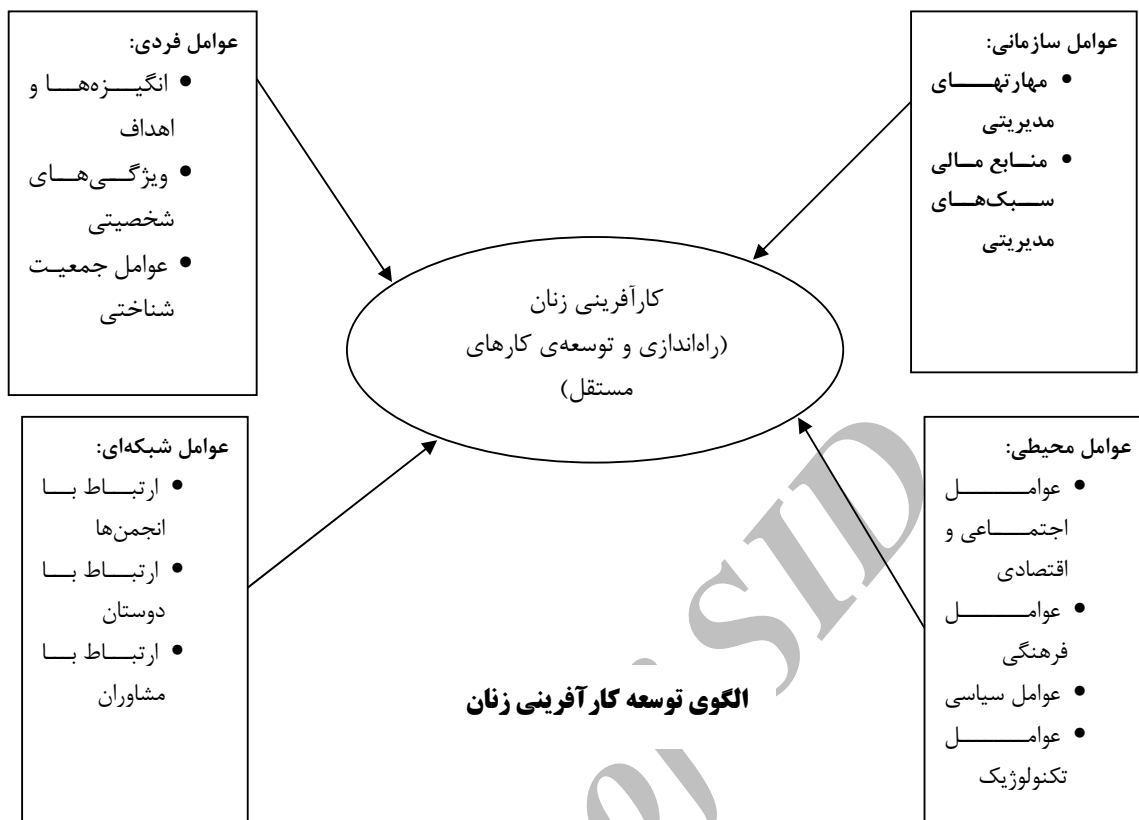 عوامل سازمانی:
• مهارتهای
مدیریتی
• منابع مالی
سبک‌های
مدیریتی
عوامل فردی:
• انگیزه‌ها و
اهداف
• ویژگی‌های
شخصیتی
• عوامل جمعیت
شناختی
کارآفرینی زنان
(راه‌اندازی و توسعه‌ی کارهای
مستقل)
عوامل محیطی:
• عوامل
اجتماعی و
اقتصادی
• عوامل
فرهنگی
• عوامل سیاسی
• عوامل
تکنولوژیک
عوامل شبکه‌ای:
• ارتباط با
انجمن‌ها
• ارتباط با
دوستان
• ارتباط با
مشاوران
الگوی توسعه کارآفرینی زنان
SID